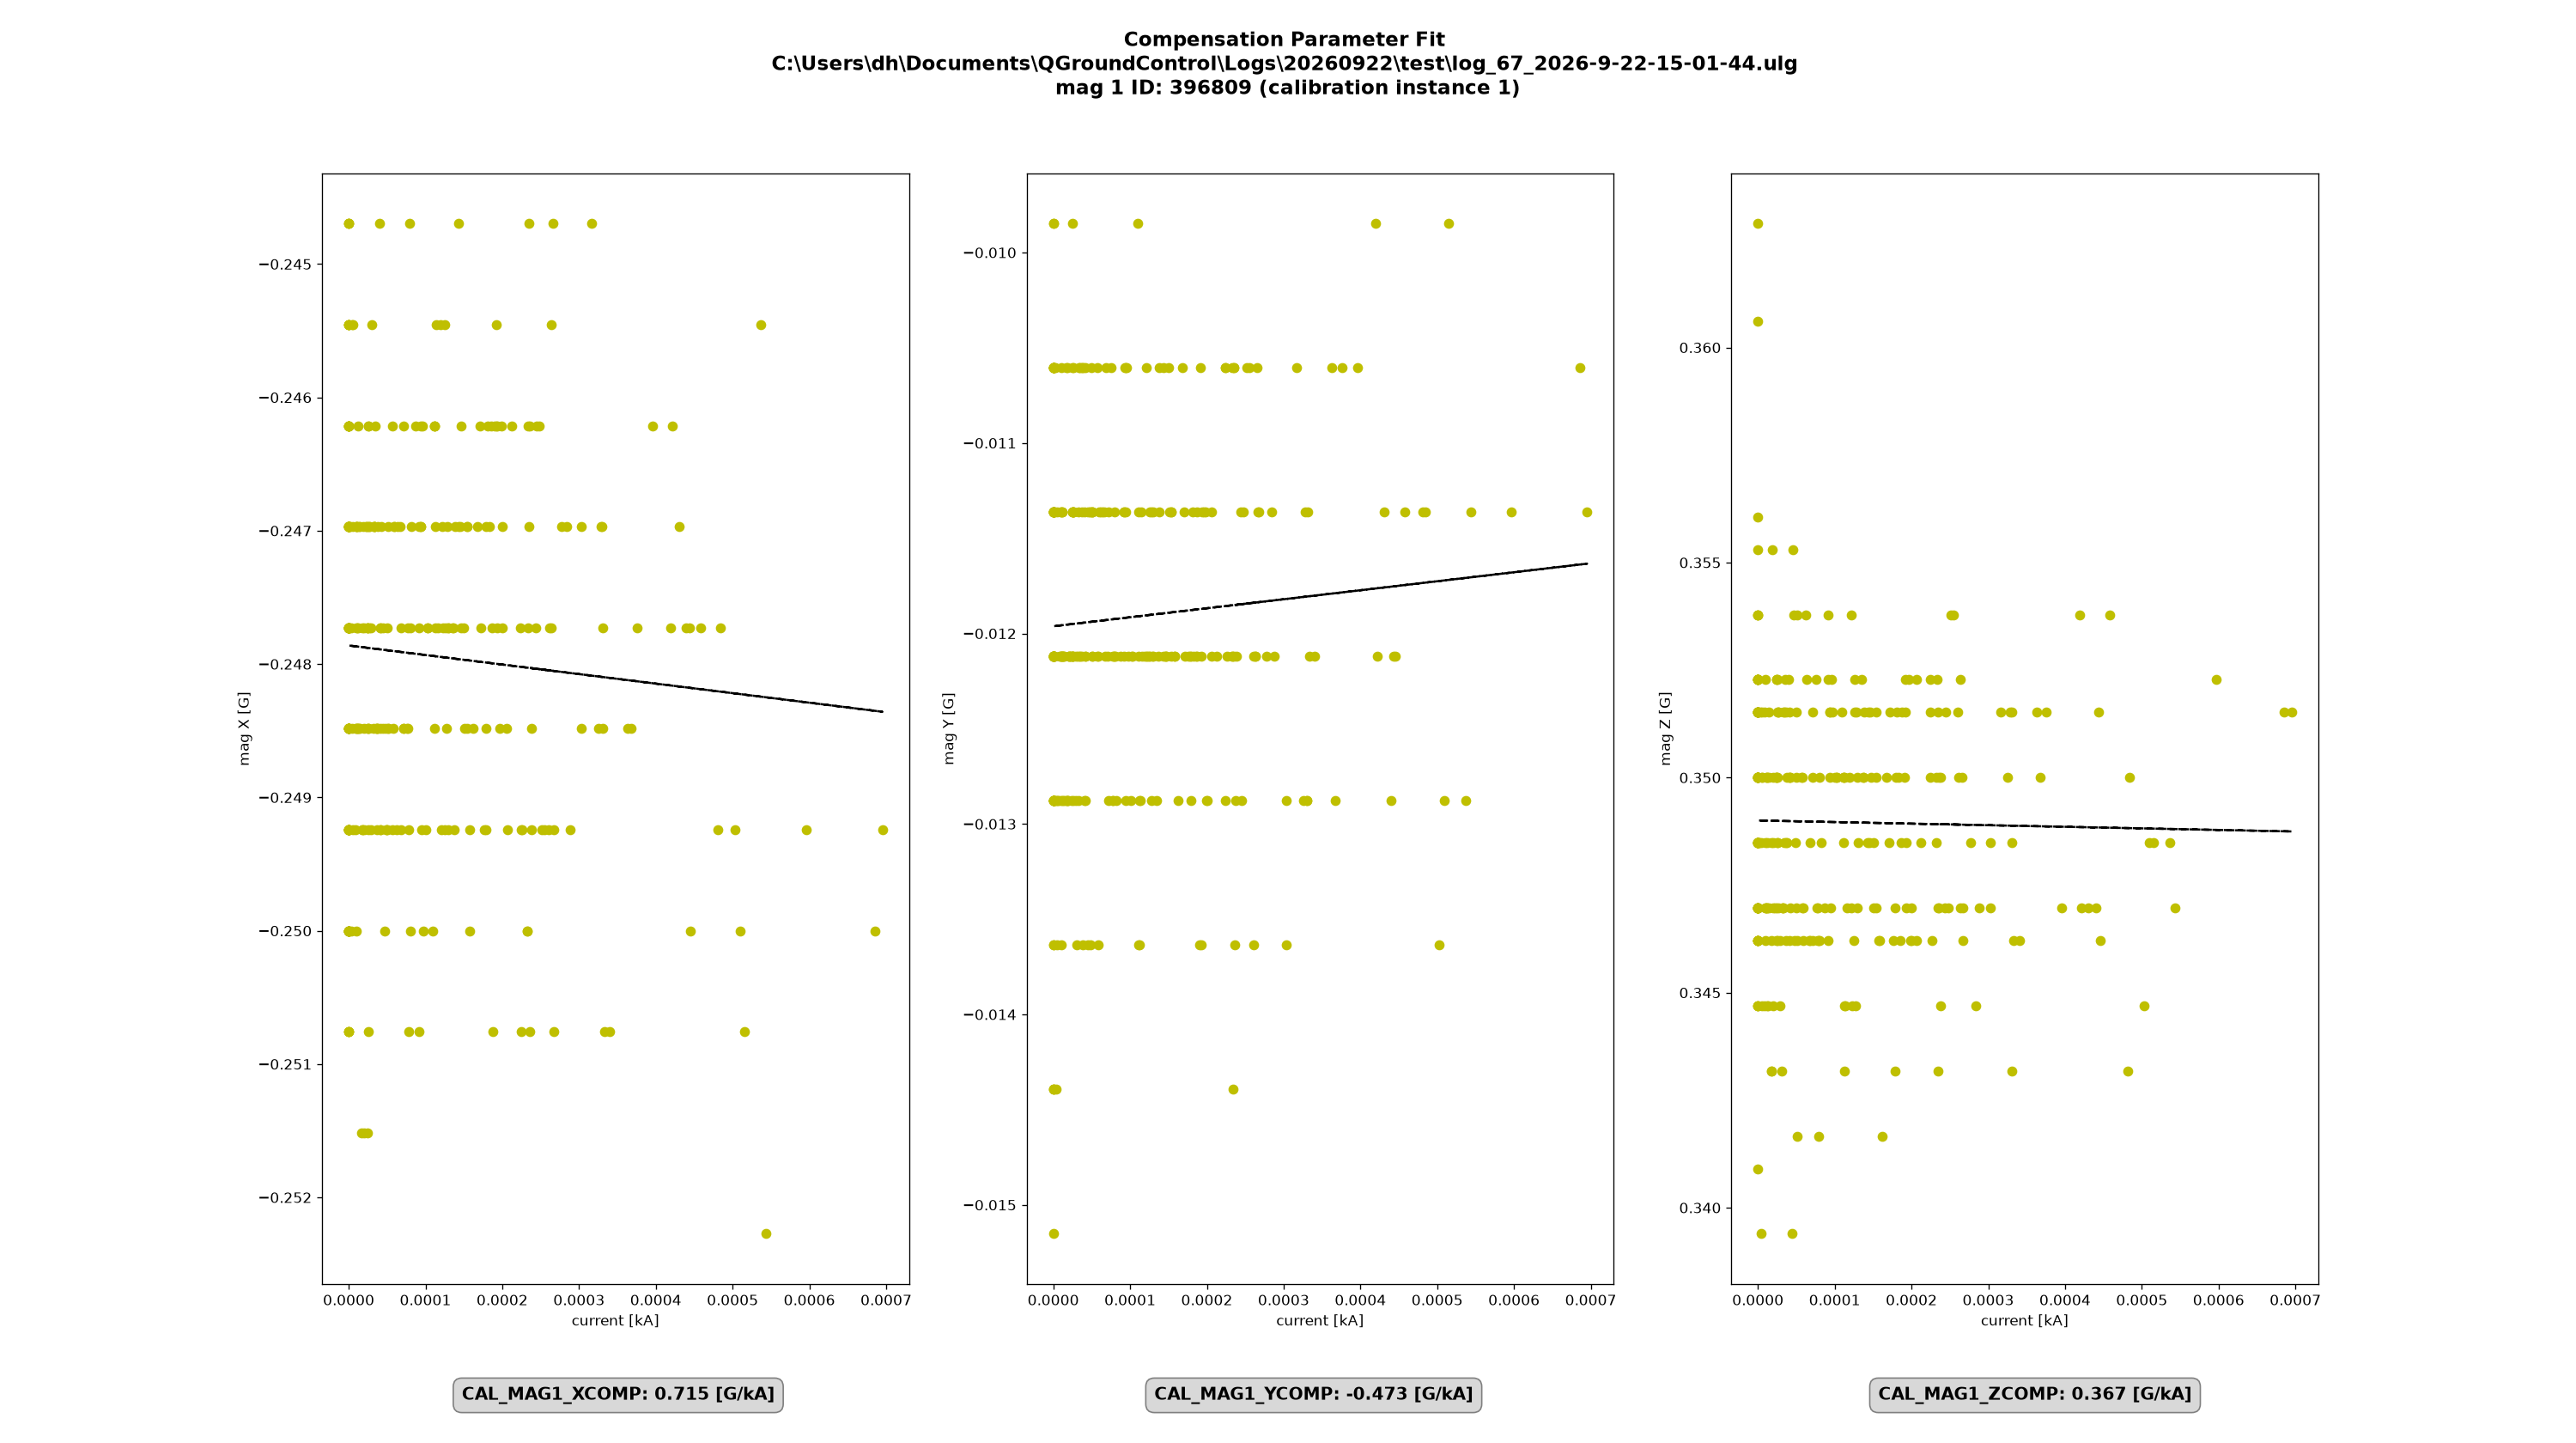 Compensation Parameter Fit
C:\Users\dh\Documents\QGroundControl\Logs\20260922\test\log_67_2026-9-22-15-01-44.ulg
mag 1 ID: 396809 (calibration instance 1)
mag X [G]
−0.245
−0.246
−0.247
−0.248
−0.249
−0.250
−0.251
−0.252
0.0000 0.0001 0.0002 0.0003 0.0004 0.0005 0.0006 0.0007
current [kA]
CAL_MAG1_XCOMP: 0.715 [G/kA]
mag Y [G]
−0.010
−0.011
−0.012
−0.013
−0.014
−0.015
0.0000 0.0001 0.0002 0.0003 0.0004 0.0005 0.0006 0.0007
current [kA]
CAL_MAG1_YCOMP: -0.473 [G/kA]
mag Z [G]
0.360
0.355
0.350
0.345
0.340
0.0000 0.0001 0.0002 0.0003 0.0004 0.0005 0.0006 0.0007
current [kA]
CAL_MAG1_ZCOMP: 0.367 [G/kA]